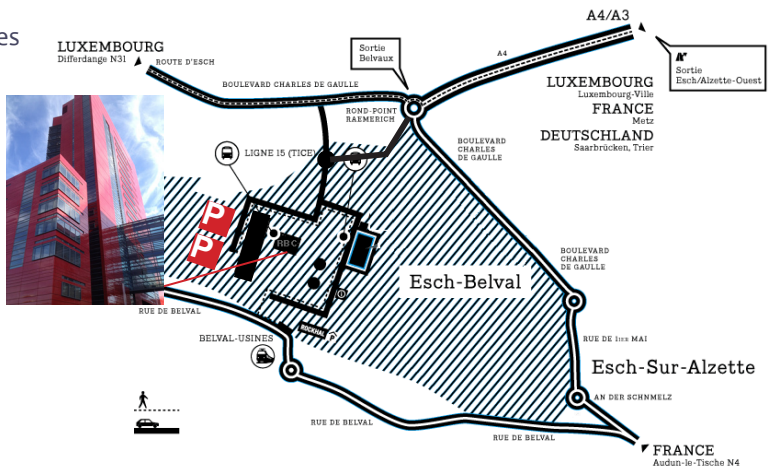 es
A4/A3
LUXEMBOURG
Differdange N31
ROUTE D'ESCH
Sortie
Belvaux
A4
Sortie
Esch/Alzette-Ouest
BOULEVARD CHARLES DE GAULLE
LUXEMBOURG
Luxembourg-Ville
FRANCE
Metz
DEUTSCHLAND
Saarbrücken, Trier
ROND-POINT
RAEMERICH
BOULEVARD
CHARLES
DE GAULLE
LIGNE 15 (TICE)
P
P
RBC
BOULEVARD
CHARLES
DE GAULLE
Esch-Belval
RUE DE BELVAL
ROCKHAL
BELVAL-USINES
RUE DE 1IER MAI
Esch-Sur-Alzette
AN DER SCHNMELZ
RUE DE BELVAL
RUE DE BELVAL
FRANCE
Audun-le-Tische N4